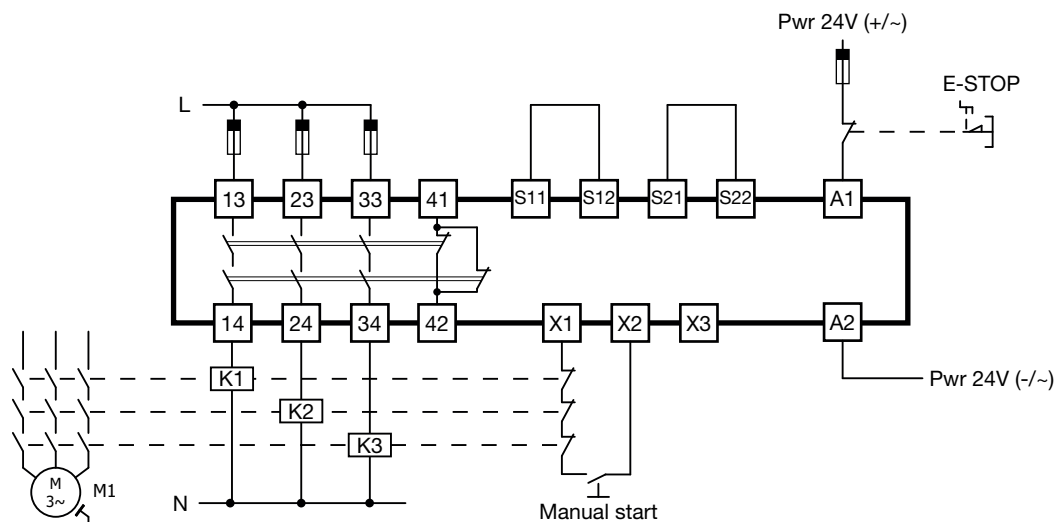 Pwr 24V (+/~)
E-STOP
L
13 23 33 41 S11 S12 S21 S22 A1
14 24 34 42 X1 X2 X3 A2
K1
Pwr 24V (-/~)
K2
K3
M
3~
M1
N
Manual start